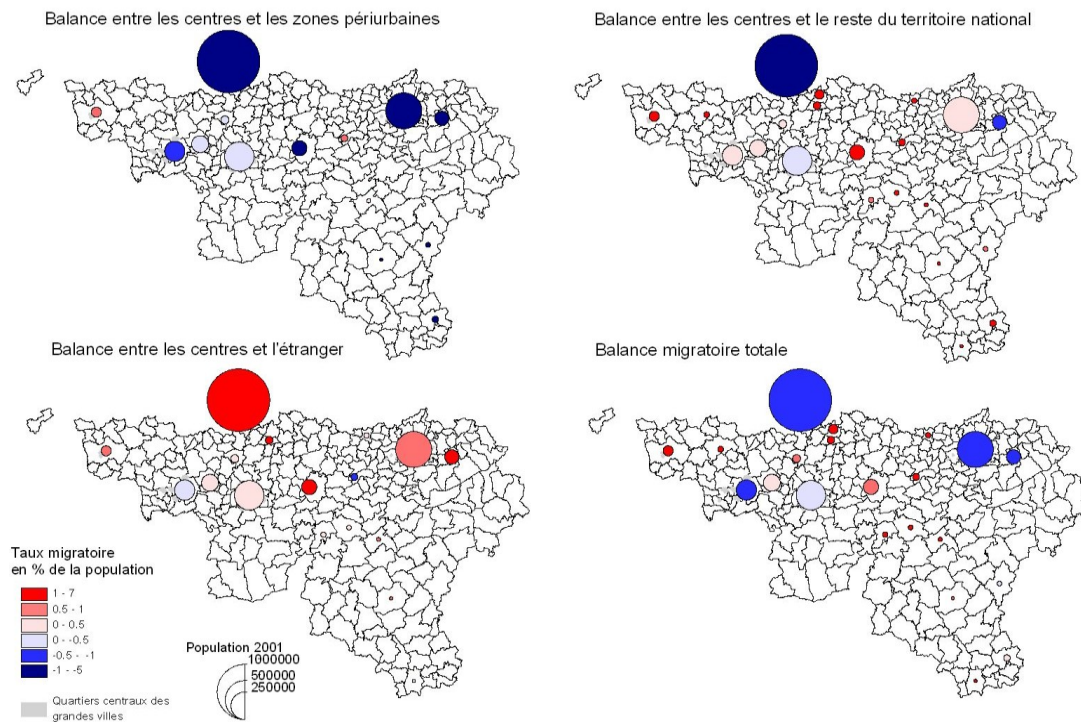 Balance entre les centres et les zones périurbaines
Balance entre les centres et le reste du territoire national
Balance entre les centres et l'étranger
Balance migratoire totale
Taux migratoire
en % de la population
1 - 7
0.5 - 1
0 - 0.5
0 - -0.5
-0.5 - -1
-1 - -5
Quartiers centraux des
grandes villes
Population 2001
1000000
500000
250000